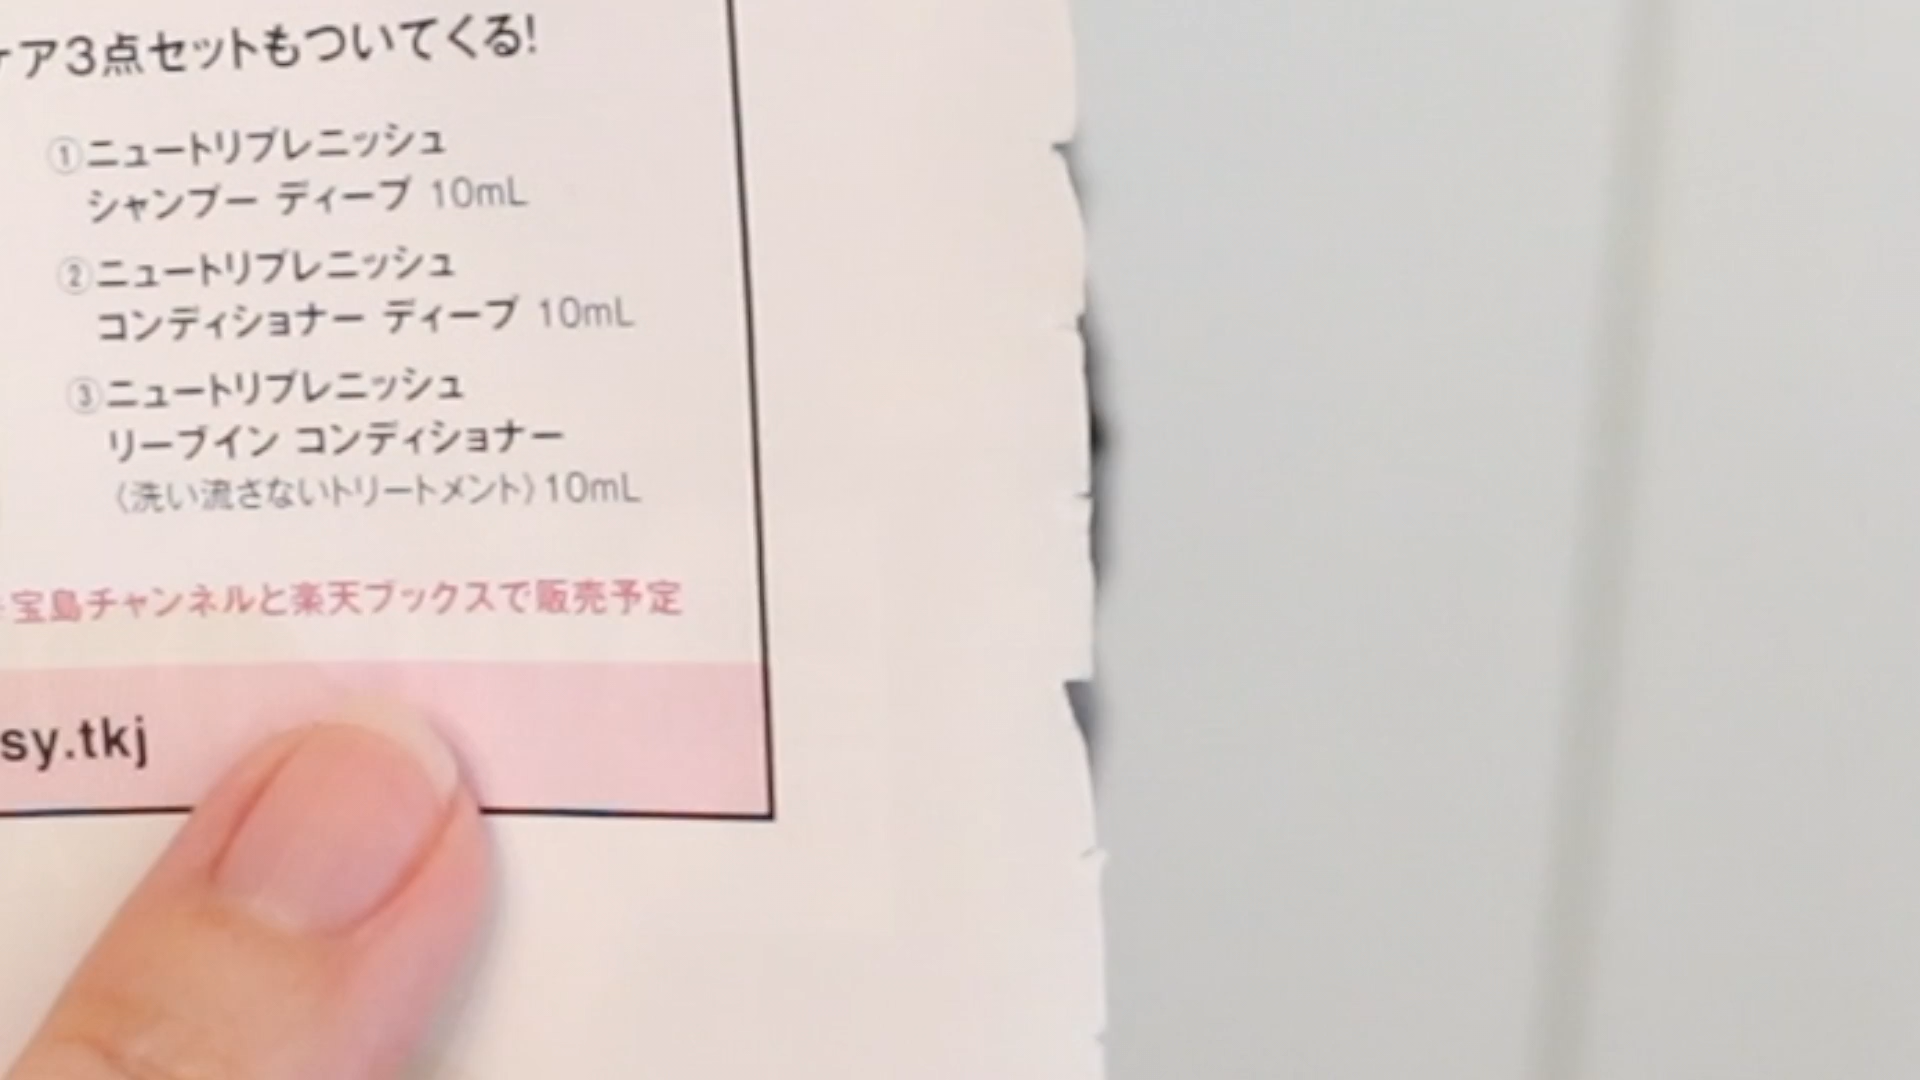 ケア3点セットもついてくる!
①ニュートリプレニッシュ
シャンプー ディープ 10mL
②ニュートリプレニッシュ
コンディショナー ディープ 10mL
③ニュートリプレニッシュ
リーブイン コンディショナー
〈洗い流さないトリートメント〉10mL
宝島チャンネルと楽天ブックスで販売予定
sy.tkj